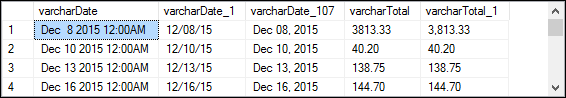 varcharDate varcharDate_1 varcharDate_107 varcharTotal varcharTotal_1
1 Dec  8 2015 12:00AM 12/08/15 Dec 08, 2015 3813.33 3,813.33
2 Dec 10 2015 12:00AM 12/10/15 Dec 10, 2015 40.20 40.20
3 Dec 13 2015 12:00AM 12/13/15 Dec 13, 2015 138.75 138.75
4 Dec 16 2015 12:00AM 12/16/15 Dec 16, 2015 144.70 144.70